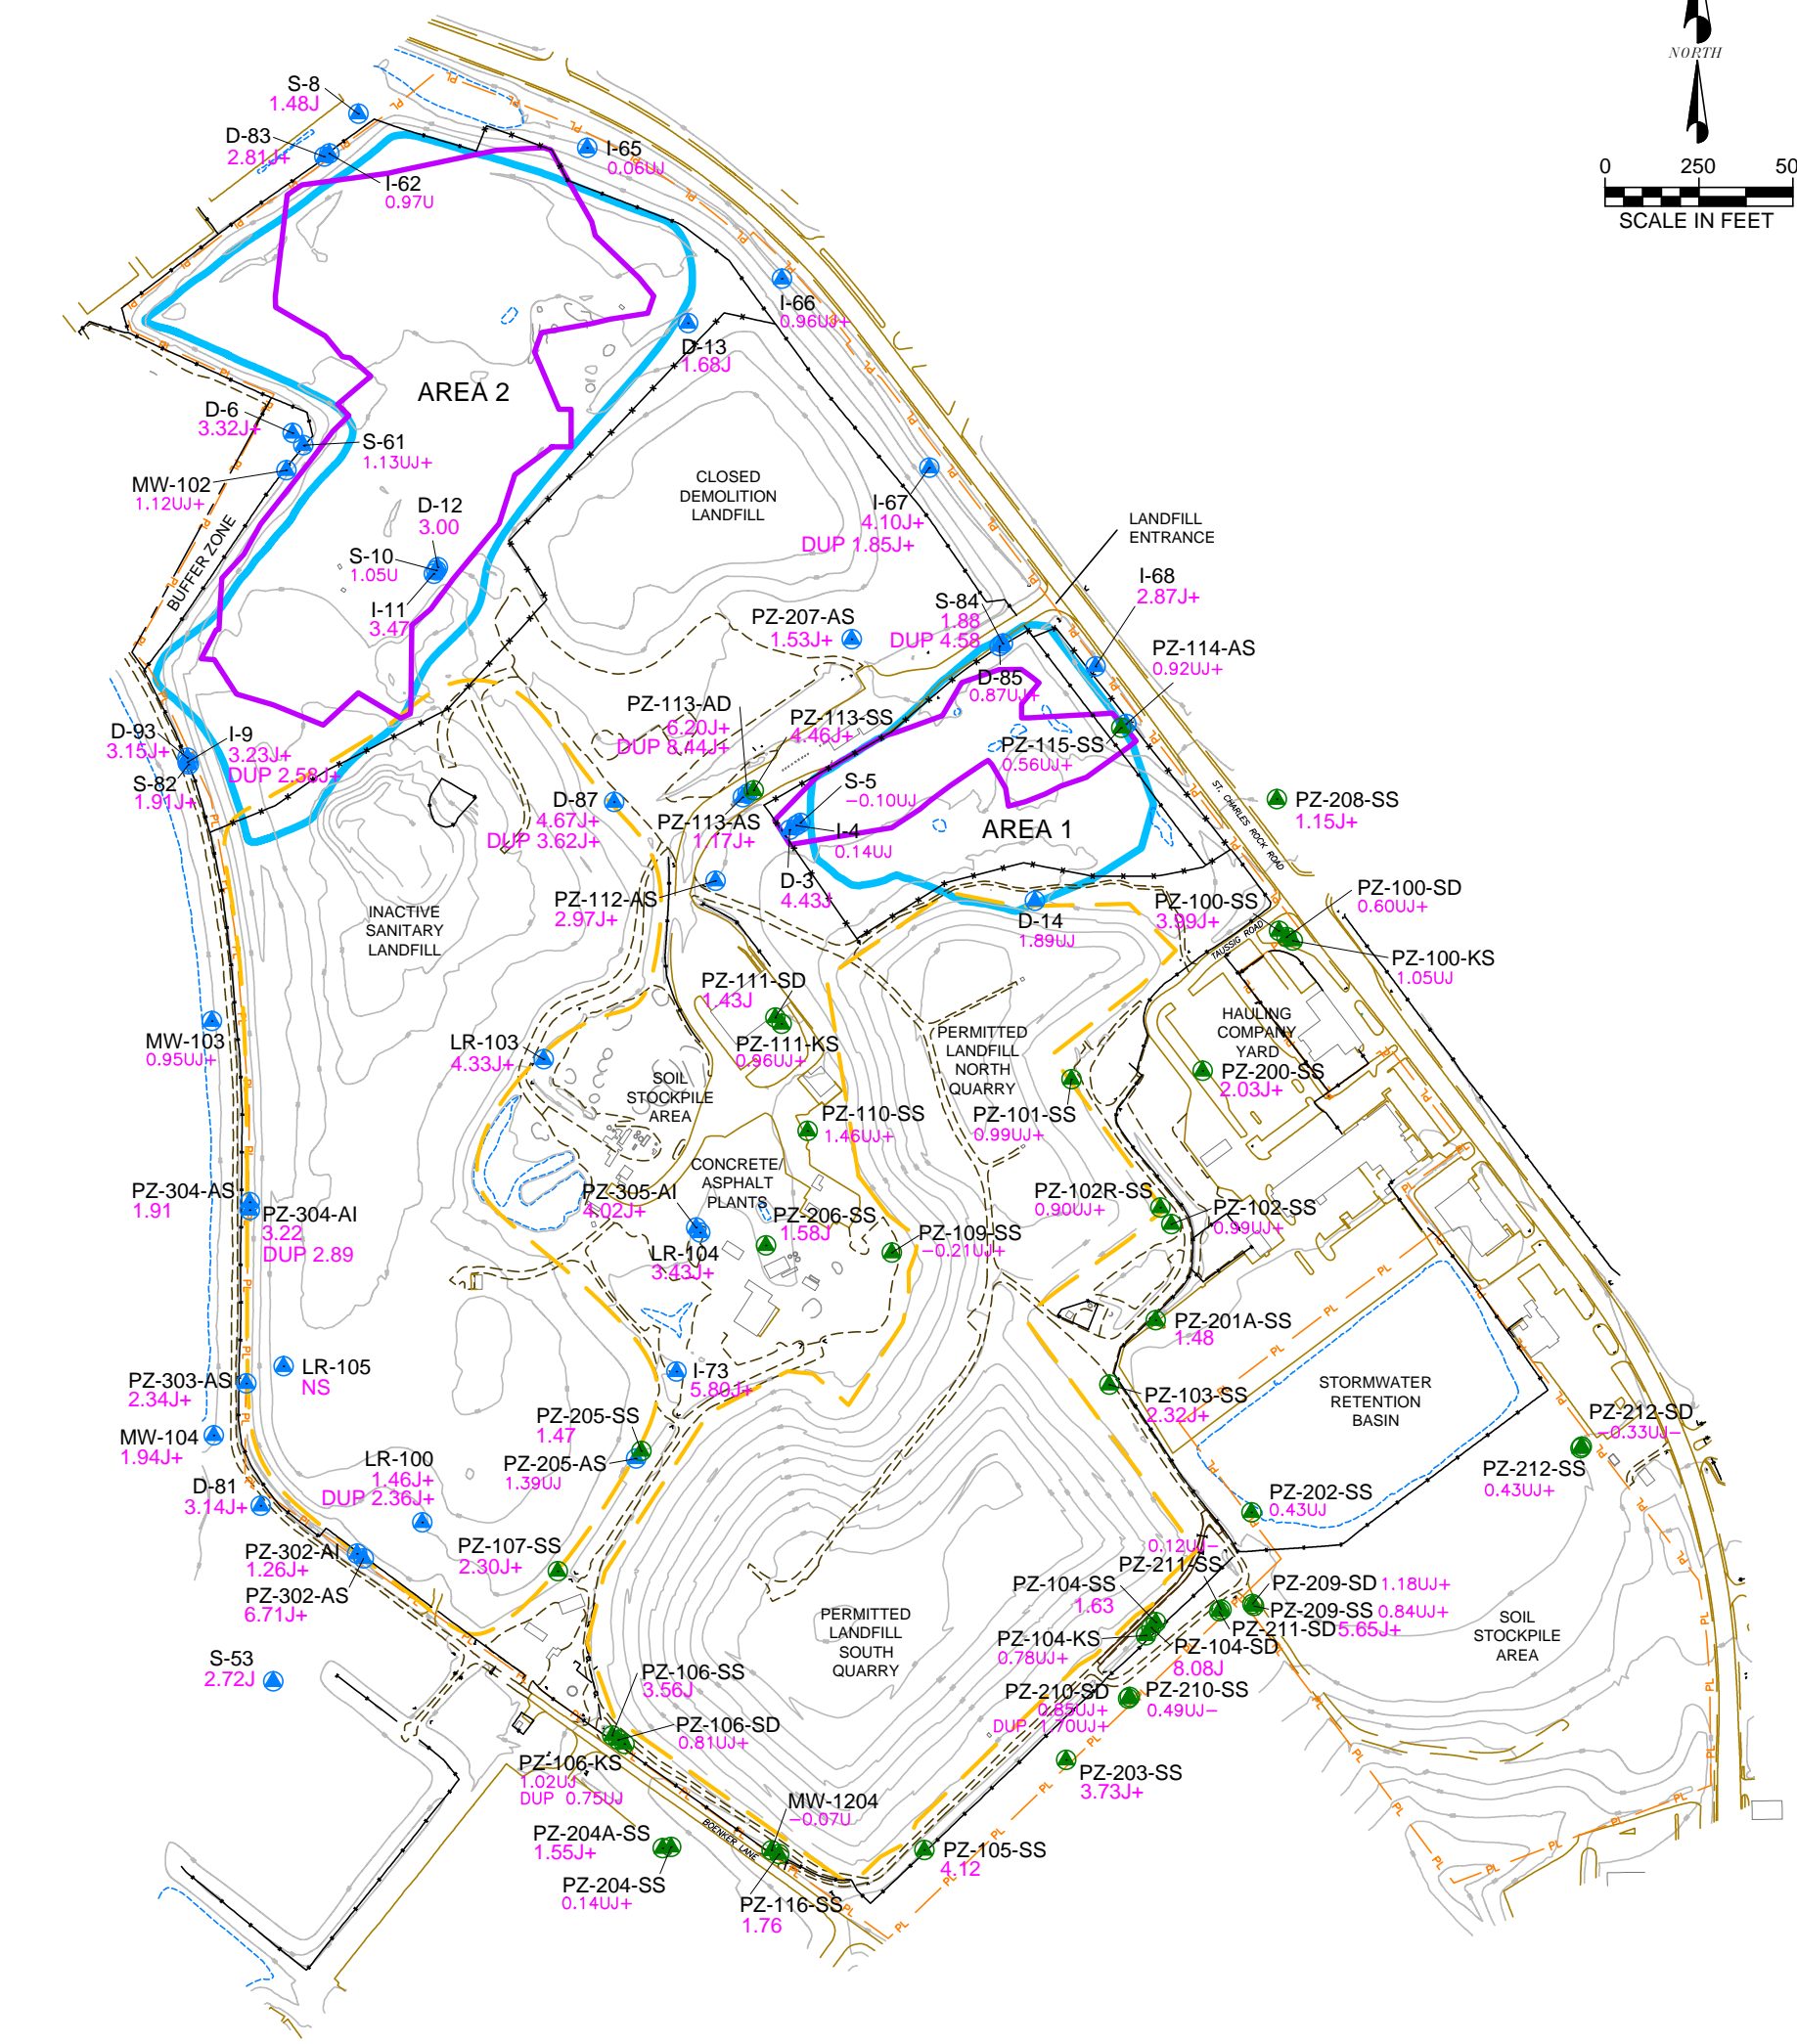 NORTH
0 250 50
SCALE IN FEET
S-8
1.48J
D-83
2.81J+
I-62
0.97U
I-65
0.06UJ
I-66
0.96UJ+
D-13
1.68J
AREA 2
D-6
3.32J+
S-61
1.13UJ+
MW-102
1.12UJ+
BUFFER ZONE
D-12
3.00
S-10
1.05U
I-11
3.47
CLOSED
DEMOLITION
LANDFILL
I-67
4.10J+
DUP 1.85J+
LANDFILL
ENTRANCE
I-68
2.87J+
S-84
1.88
DUP 4.58
PZ-207-AS
1.53J+
PZ-114-AS
0.92UJ+
D-85
0.87UJ+
PZ-113-AD
6.20J+
DUP 8.44J+
PZ-113-SS
4.46J+
PZ-115-SS
0.56UJ+
D-93
3.15J+
I-9
3.23J+
DUP 2.58J+
S-82
1.91J+
D-87
4.67J+
DUP 3.62J+
PZ-113-AS
1.17J+
S-5
-0.10UJ
I-4
0.14UJ
AREA 1
ST. CHARLES ROCK ROAD
PZ-208-SS
1.15J+
D-3
4.43J
PZ-112-AS
2.97J+
D-14
1.89UJ
PZ-100-SS
3.99J+
PZ-100-SD
0.60UJ+
TAUSSIG ROAD
PZ-100-KS
1.05UJ
INACTIVE
SANITARY
LANDFILL
PZ-111-SD
1.43J
PZ-111-KS
0.96UJ+
MW-103
0.95UJ+
LR-103
4.33J+
SOIL
STOCKPILE
AREA
PERMITTED
LANDFILL
NORTH
QUARRY
HAULING
COMPANY
YARD
PZ-200-SS
2.03J+
PZ-101-SS
0.99UJ+
PZ-110-SS
1.46UJ+
CONCRETE/
ASPHALT
PLANTS
PZ-304-AS
1.91
PZ-304-AI
3.22
DUP 2.89
PZ-305-AI
4.02J+
PZ-206-SS
1.58J
LR-104
3.43J+
PZ-109-SS
-0.21UJ+
PZ-102R-SS
0.90UJ+
PZ-102-SS
0.99UJ+
PZ-201A-SS
1.48
LR-105
NS
PZ-303-AS
2.34J+
I-73
5.80J+
PZ-103-SS
2.32J+
STORMWATER
RETENTION
BASIN
MW-104
1.94J+
PZ-205-SS
1.47
PZ-205-AS
1.39UJ
PZ-212-SD
-0.33UJ-
PZ-212-SS
0.43UJ+
LR-100
1.46J+
DUP 2.36J+
D-81
3.14J+
PZ-202-SS
0.43UJ
PZ-302-AI
1.26J+
PZ-302-AS
6.71J+
PZ-107-SS
2.30J+
0.12UJ-
PZ-211-SS
PZ-104-SS
1.63
PZ-209-SD 1.18UJ+
PZ-209-SS 0.84UJ+
PZ-211-SD 5.65J+
PZ-104-KS
0.78UJ+
PZ-104-SD
8.08J
PERMITTED
LANDFILL
SOUTH
QUARRY
SOIL
STOCKPILE
AREA
S-53
2.72J
PZ-106-SS
3.56J
PZ-106-SD
0.81UJ+
PZ-106-KS
1.02UJ
DUP 0.75UJ
PZ-210-SD
0.85UJ+
DUP 1.70UJ+
PZ-210-SS
0.49UJ-
PZ-203-SS
3.73J+
MW-1204
-0.07U
PZ-204A-SS
1.55J+
BOENKER LANE
PZ-105-SS
4.12
PZ-204-SS
0.14UJ+
PZ-116-SS
1.76